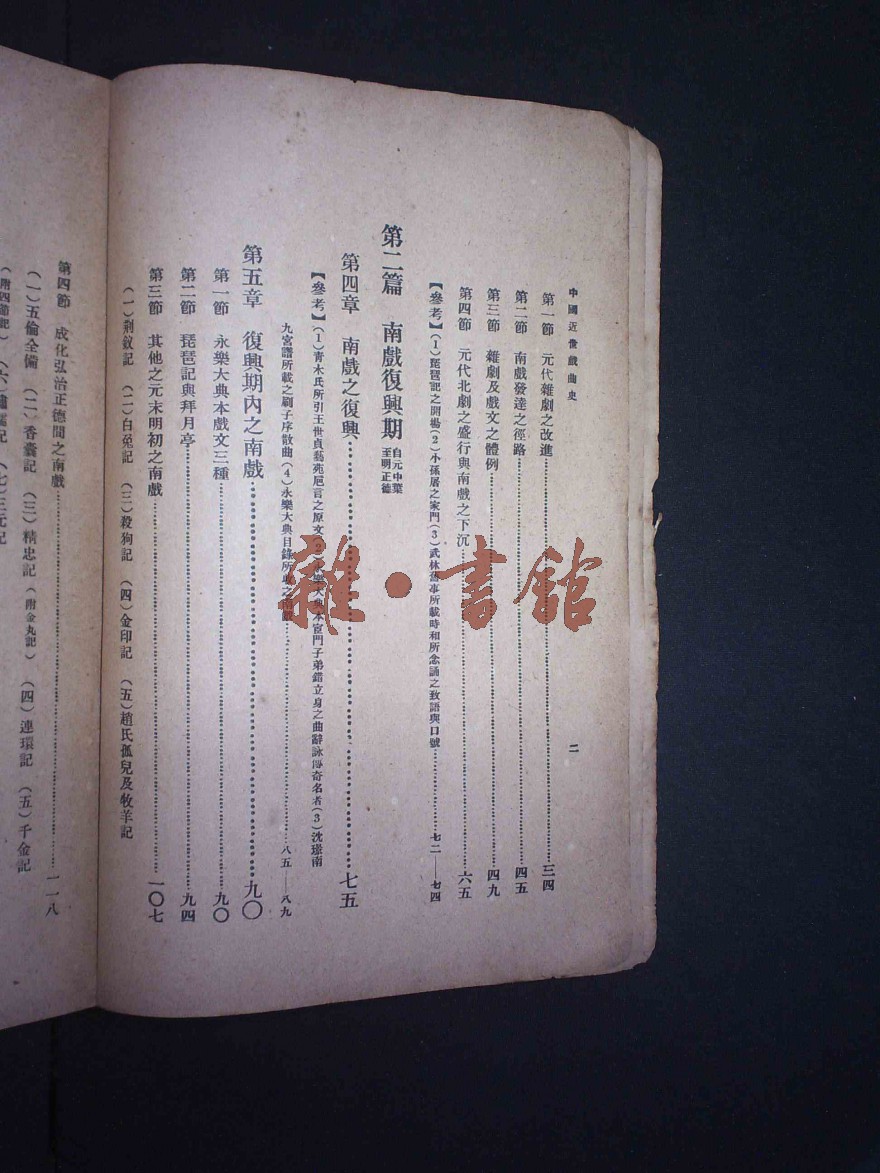 中國近世戲曲史
二
第一節　元代雜劇之改進……三四
第二節　南戲發達之徑路……四五
第三節　雜劇及戲文之體例……四九
第四節　元代北劇之盛行與南戲之下沉……六五
【參考】（1）琵琶記之開場（2）小孫屠之家門（3）武林舊事所載時和所念誦之致語與口號……七二—七四
第二篇　南戲復興期　自元中葉至明正德
第四章　南戲之復興……七五
【參考】（1）青木氏所引王世貞藝苑巵言之原文（2）永樂大典本宦門子弟錯立身之曲辭詠傳奇名者（3）沈璟南
九宮譜所載之刷子序散曲（4）永樂大典目錄所收之南戲……八五—八九
第五章　復興期內之南戲……九〇
第一節　永樂大典本戲文三種……九〇
第二節　琵琶記與拜月亭……九四
第三節　其他之元末明初之南戲……一〇七
（一）荆釵記　（二）白兔記　（三）殺狗記　（四）金印記　（五）趙氏孤兒及牧羊記
第四節　成化弘治正德間之南戲……一一八
（一）五倫全備　（二）香囊記　（三）精忠記（附金丸記）　（四）連環記　（五）千金記
（附四節記）　（六）繡襦記　（七）三元記
雜·書館